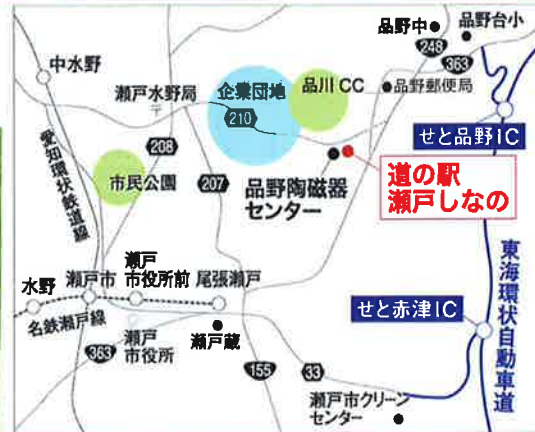 品野中
品野台小
248
363
中水野
瀬戸水野局
企業団地
品川 CC
品野郵便局
210
せと品野IC
愛知環状鉄道線
208
市民公園
207
品野陶磁器
センター
道の駅
瀬戸しなの
水野
瀬戸市
瀬戸
市役所前
尾張瀬戸
名鉄瀬戸線
瀬戸
市役所
瀬戸蔵
せと赤津IC
東海環状自動車道
363
155
33
瀬戸市クリーン
センター